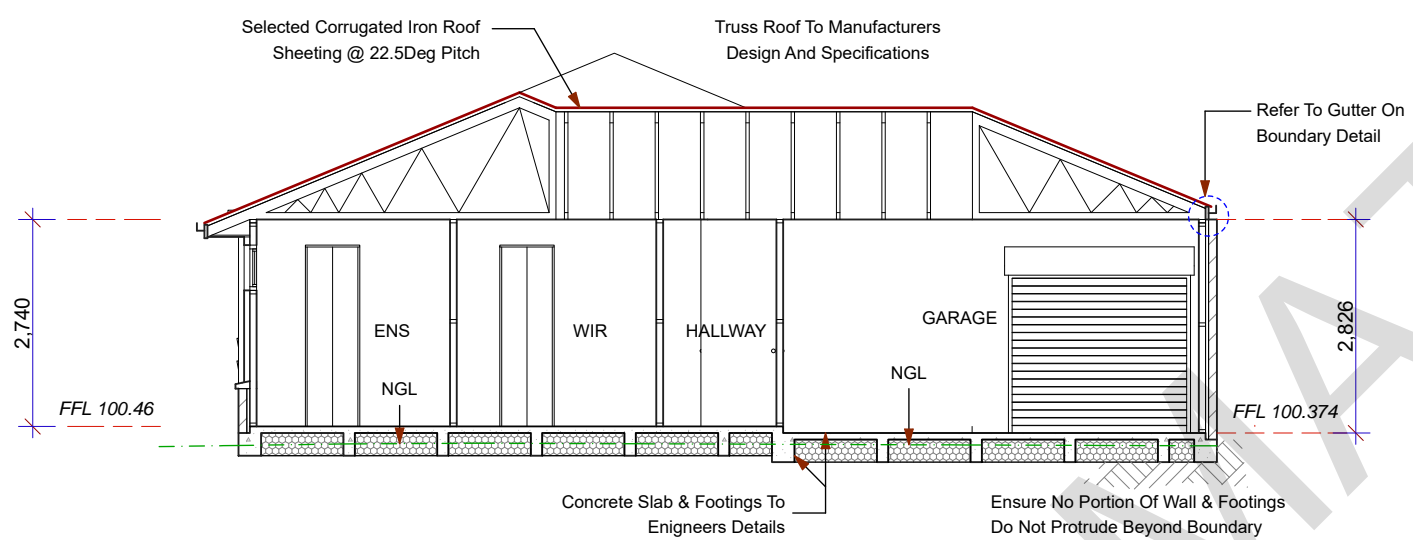 Selected Corrugated Iron Roof
Sheeting @ 22.5Deg Pitch
Truss Roof To Manufacturers
Design And Specifications
Refer To Gutter On
Boundary Detail
2,740
FFL 100.46
ENS
WIR
HALLWAY
GARAGE
NGL
NGL
2,826
FFL 100.374
Concrete Slab & Footings To
Enigneers Details
Ensure No Portion Of Wall & Footings
Do Not Protrude Beyond Boundary